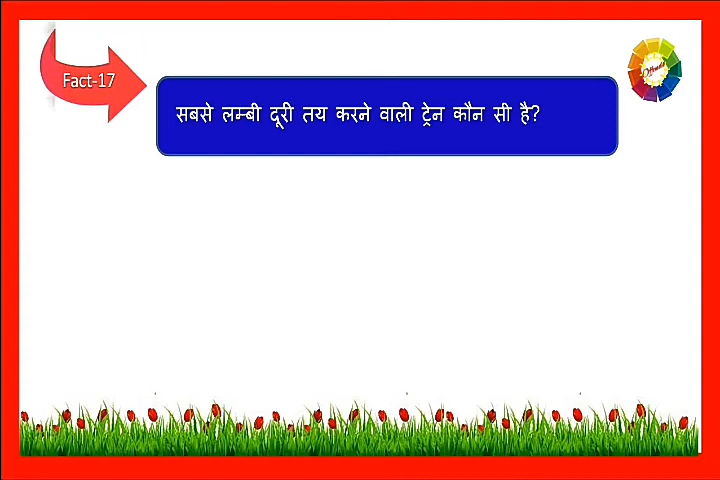 Fact-17
सबसे लम्बी दूरी तय करने वाली ट्रेन कौन सी है?